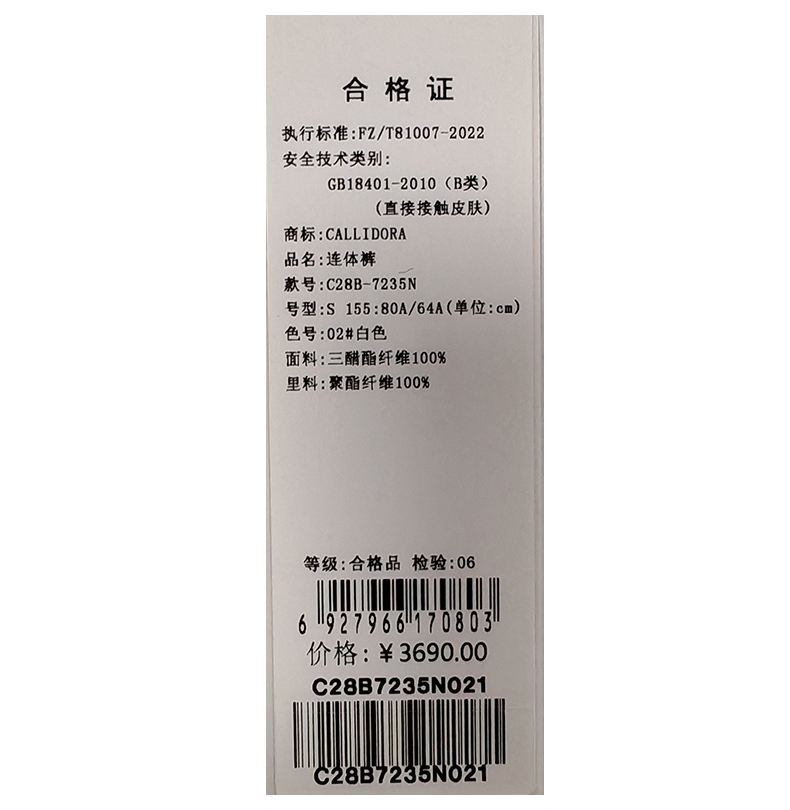 合格证
执行标准:FZ/T81007-2022
安全技术类别:
GB18401-2010（B类）
(直接接触皮肤)
商标:CALLIDORA
品名:连体裤
款号:C28B-7235N
号型:S 155:80A/64A(单位:cm)
色号:02#白色
面料:三醋酯纤维100%
里料:聚酯纤维100%
等级:合格品 检验:06
6 927966 170803
价格:￥3690.00
C28B7235N021
C28B7235N021